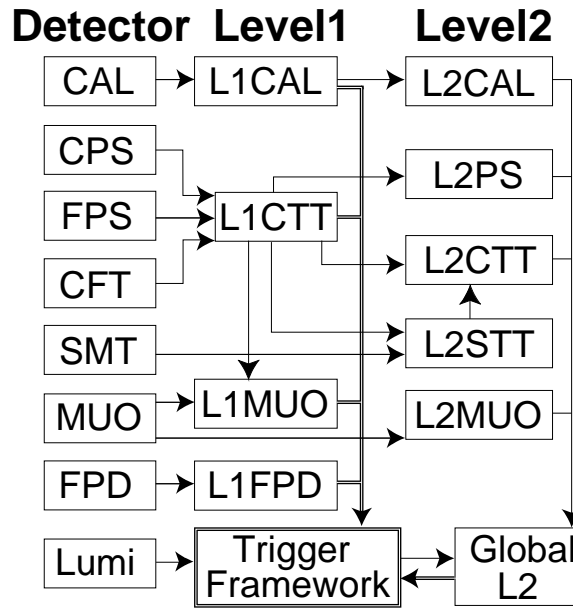 Detector Level1 Level2
CAL L1CAL L2CAL
CPS
L2PS
FPS L1CTT
CFT L2CTT
SMT L2STT
MUO L1MUO L2MUO
FPD L1FPD
Lumi Trigger Global
Framework L2